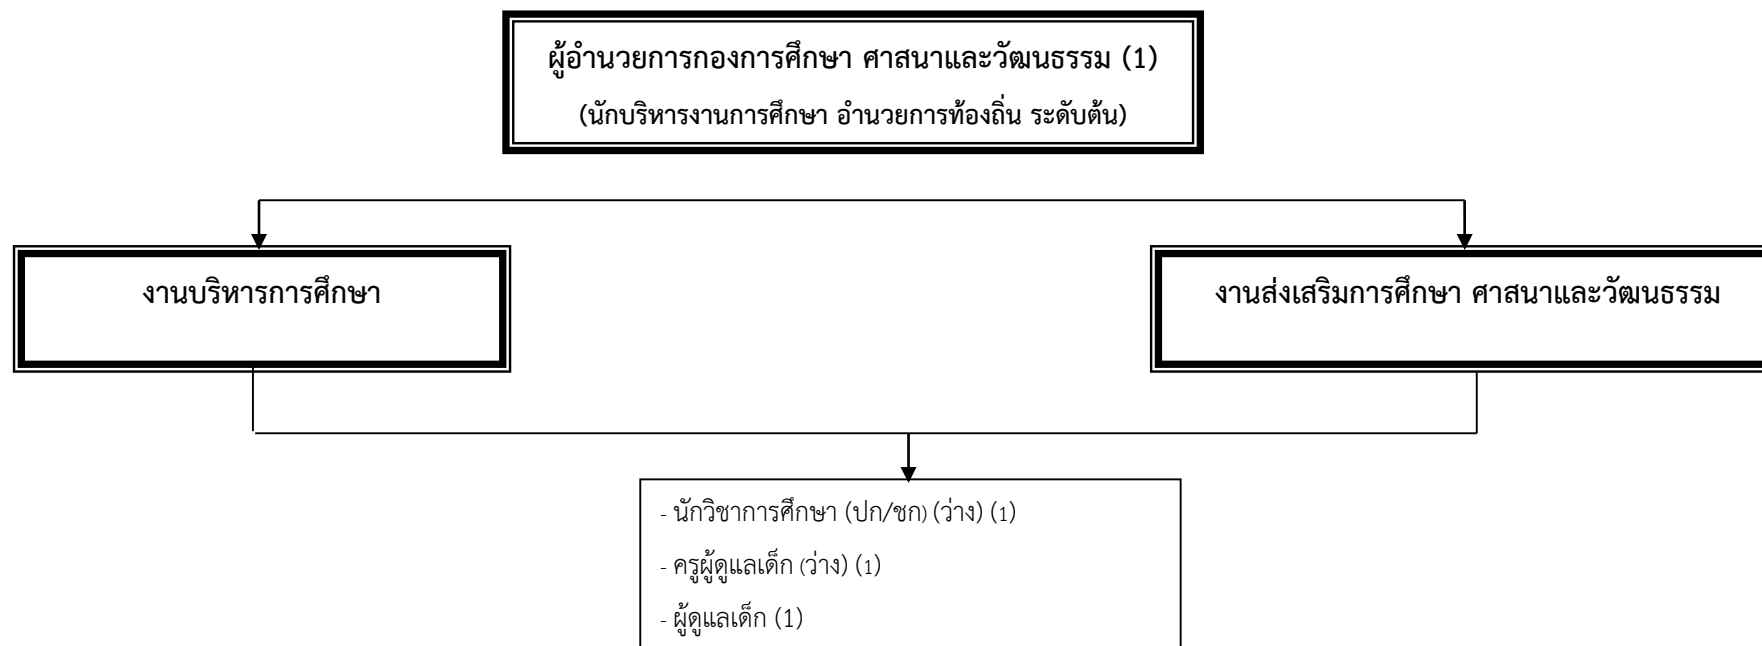 ผู้อำนวยการกองการศึกษา ศาสนาและวัฒนธรรม (1)
(นักบริหารงานการศึกษา อำนวยการท้องถิ่น ระดับต้น)
งานบริหารการศึกษา
งานส่งเสริมการศึกษา ศาสนาและวัฒนธรรม
- นักวิชาการศึกษา (ปก/ชก) (ว่าง) (1)
- ครูผู้ดูแลเด็ก (ว่าง) (1)
- ผู้ดูแลเด็ก (1)